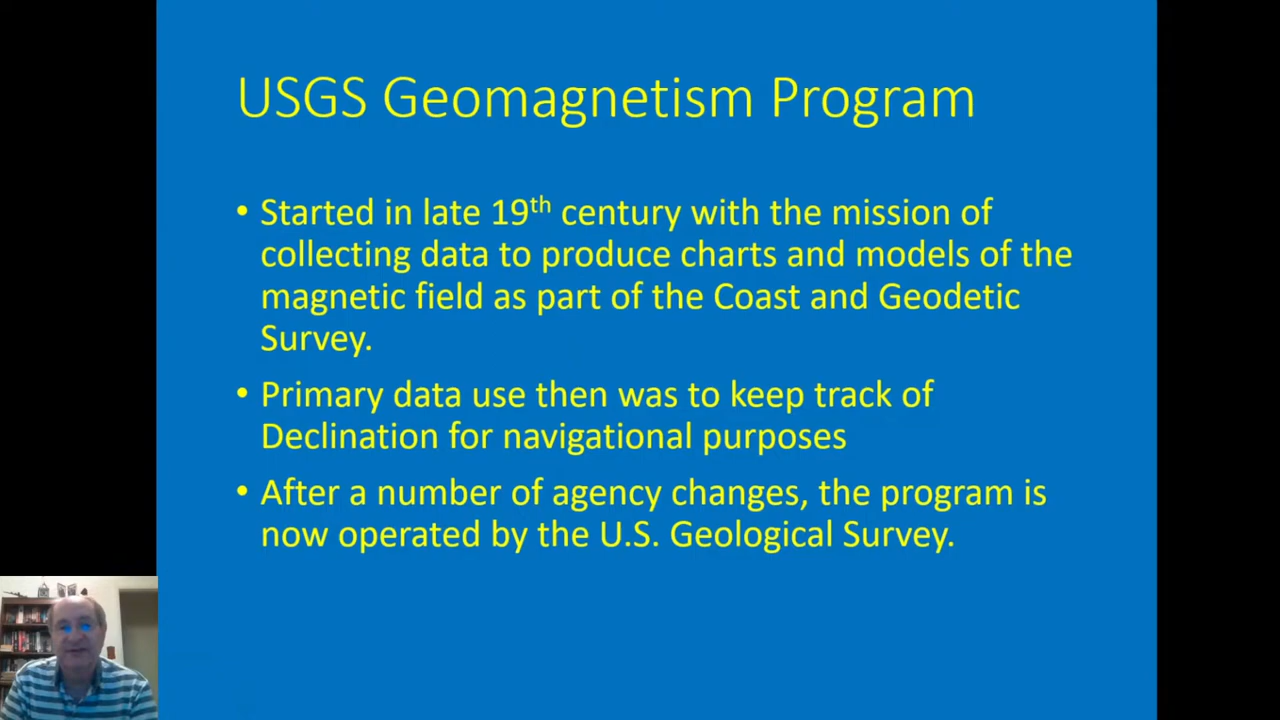 USGS Geomagnetism Program
• Started in late 19th century with the mission of
collecting data to produce charts and models of the
magnetic field as part of the Coast and Geodetic
Survey.
• Primary data use then was to keep track of
Declination for navigational purposes
• After a number of agency changes, the program is
now operated by the U.S. Geological Survey.